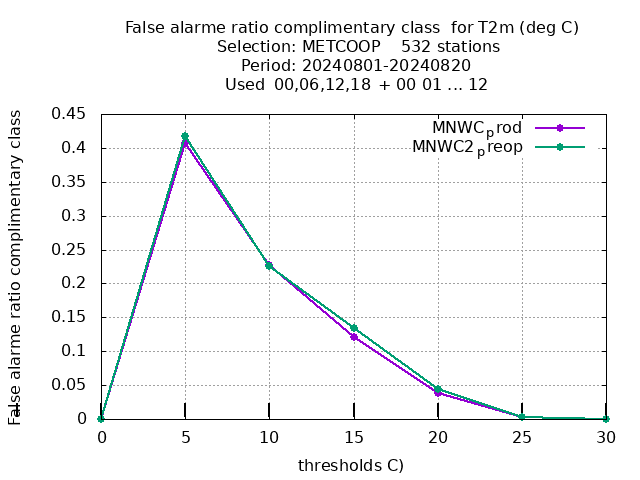 False alarme ratio complimentary class  for T2m (deg C)
Selection: METCOOP    532 stations
Period: 20240801-20240820
Used  00,06,12,18 + 00 01 ... 12
False alarme ratio complimentary class
0.45
0.4
0.35
0.3
0.25
0.2
0.15
0.1
0.05
0
MNWCprod
MNWC2preop
0 5 10 15 20 25 30
thresholds C)